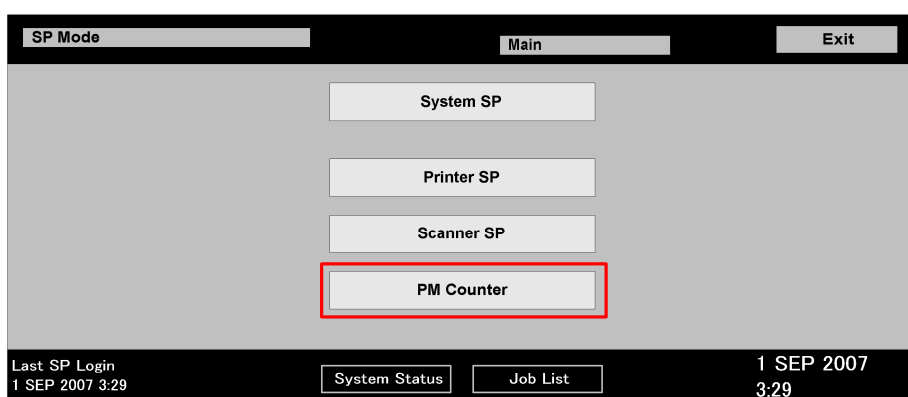 SP Mode
Main
Exit
System SP
Printer SP
Scanner SP
PM Counter
Last SP Login
1 SEP 2007 3:29
System Status
Job List
1 SEP 2007
3:29